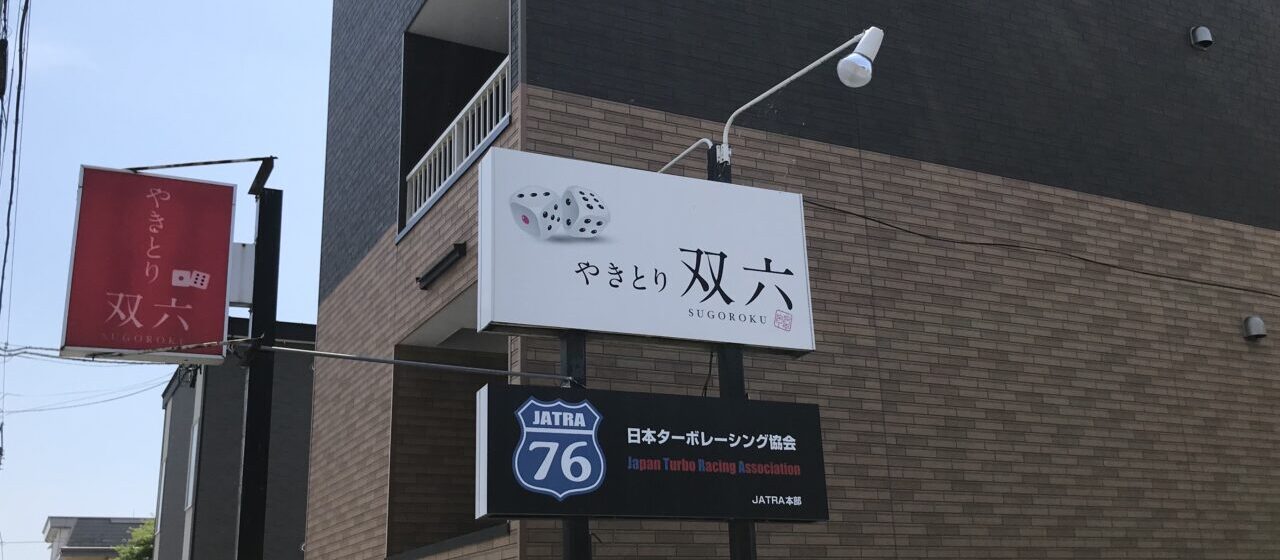 やきとり
双六
SUGOROKU
やきとり 双六
SUGOROKU
JATRA
76
日本ターボレーシング協会
Japan Turbo Racing Association
JATRA本部